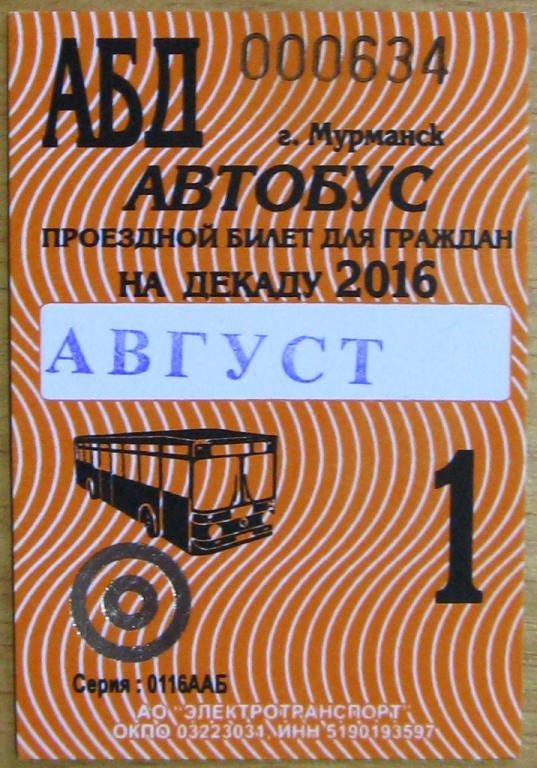 АБД 000634
г. Мурманск
АВТОБУС
ПРОЕЗДНОЙ БИЛЕТ ДЛЯ ГРАЖДАН
НА ДЕКАДУ 2016
АВГУСТ
1
Серия : 0116ААБ
АО "ЭЛЕКТРОТРАНСПОРТ"
ОКПО 03223031, ИНН 5190193597